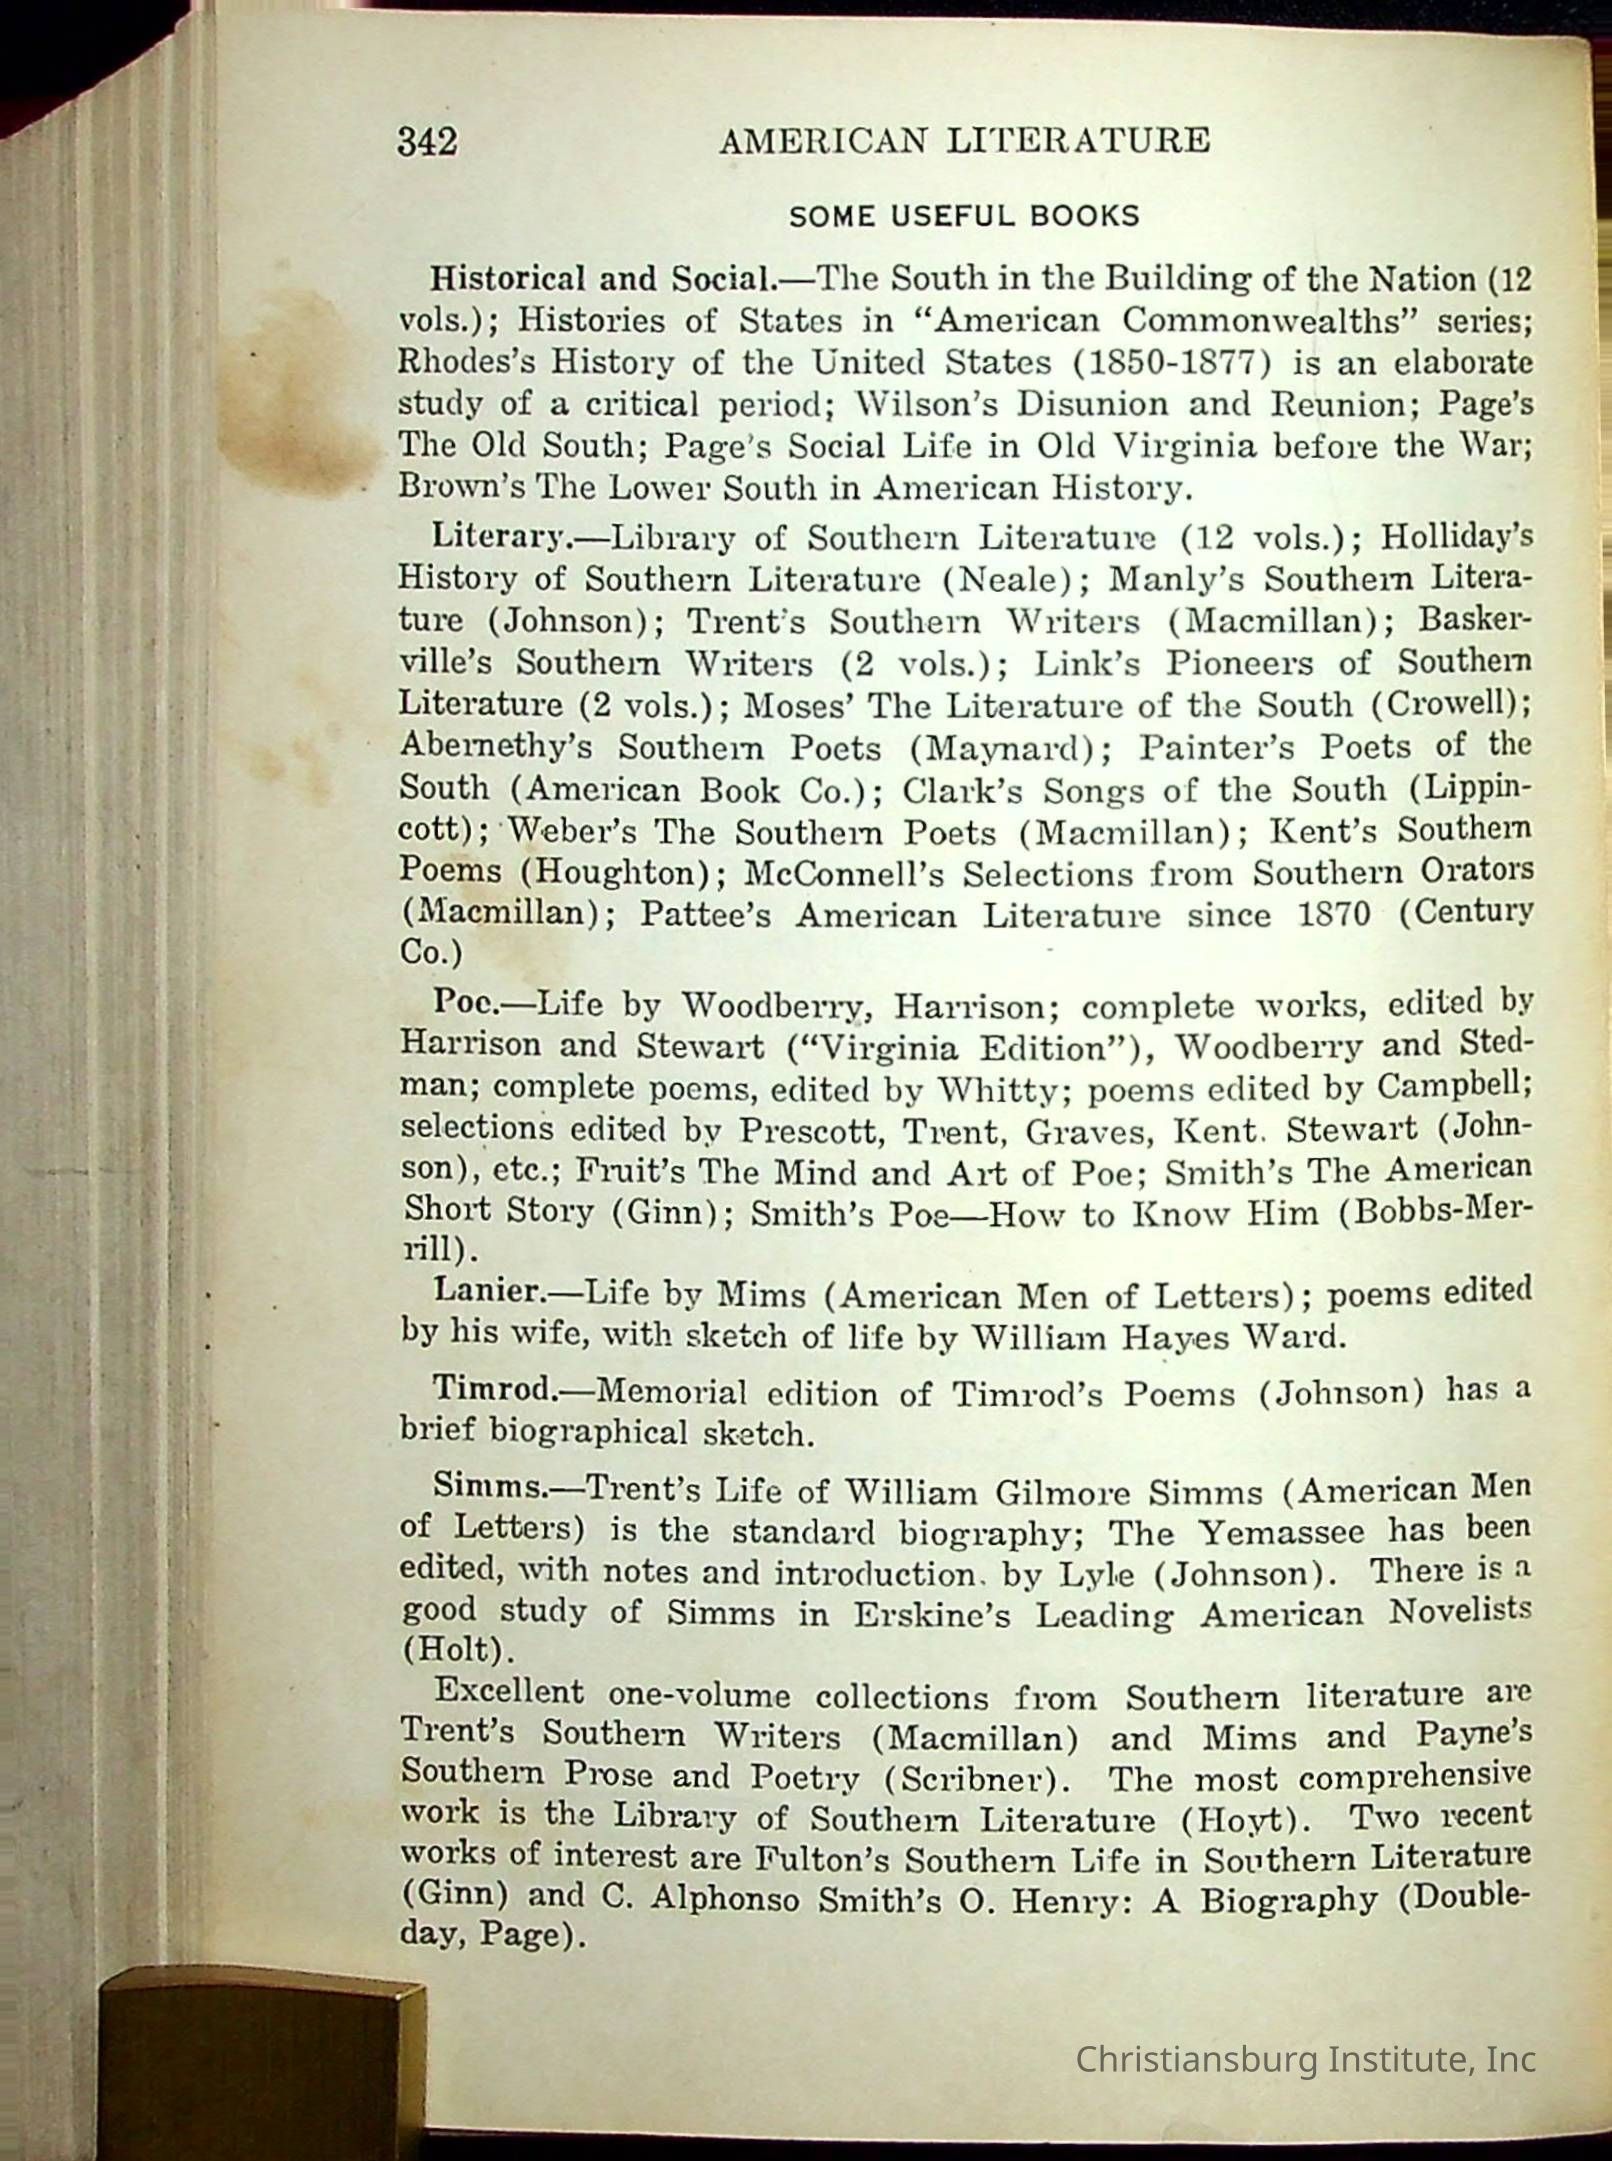 342 AMERICAN LITERATURE
SOME USEFUL BOOKS
Historical and Social.—The South in the Building of the Nation (12
vols.); Histories of States in “American Commonwealths” series;
Rhodes’s History of the United States (1850-1877) is an elaborate
study of a critical period; Wilson’s Disunion and Reunion; Page’s
The Old South; Page’s Social Life in Old Virginia before the War;
Brown’s The Lower South in American History.
Literary.—Library of Southern Literature (12 vols.); Holliday’s
History of Southern Literature (Neale); Manly’s Southern Litera-
ture (Johnson); Trent’s Southern Writers (Macmillan); Basker-
ville’s Southern Writers (2 vols.); Link’s Pioneers of Southern
Literature (2 vols.); Moses’ The Literature of the South (Crowell);
Abernethy’s Southern Poets (Maynard); Painter’s Poets of the
South (American Book Co.); Clark’s Songs of the South (Lippin-
cott); Weber’s The Southern Poets (Macmillan); Kent’s Southern
Poems (Houghton); McConnell’s Selections from Southern Orators
(Macmillan); Pattee’s American Literature since 1870 (Century
Co.)
Poe.—Life by Woodberry, Harrison; complete works, edited by
Harrison and Stewart (“Virginia Edition”), Woodberry and Sted-
man; complete poems, edited by Whitty; poems edited by Campbell;
selections edited by Prescott, Trent, Graves, Kent. Stewart (John-
son), etc.; Fruit’s The Mind and Art of Poe; Smith’s The American
Short Story (Ginn); Smith’s Poe—How to Know Him (Bobbs-Mer-
rill).
Lanier.—Life by Mims (American Men of Letters); poems edited
by his wife, with sketch of life by William Hayes Ward.
Timrod.—Memorial edition of Timrod’s Poems (Johnson) has a
brief biographical sketch.
Simms.—Trent’s Life of William Gilmore Simms (American Men
of Letters) is the standard biography; The Yemassee has been
edited, with notes and introduction. by Lyle (Johnson). There is a
good study of Simms in Erskine’s Leading American Novelists
(Holt).
Excellent one-volume collections from Southern literature are
Trent’s Southern Writers (Macmillan) and Mims and Payne’s
Southern Prose and Poetry (Scribner). The most comprehensive
work is the Library of Southern Literature (Hoyt). Two recent
works of interest are Fulton’s Southern Life in Southern Literature
(Ginn) and C. Alphonso Smith’s O. Henry: A Biography (Double-
day, Page).
Christiansburg Institute, Inc